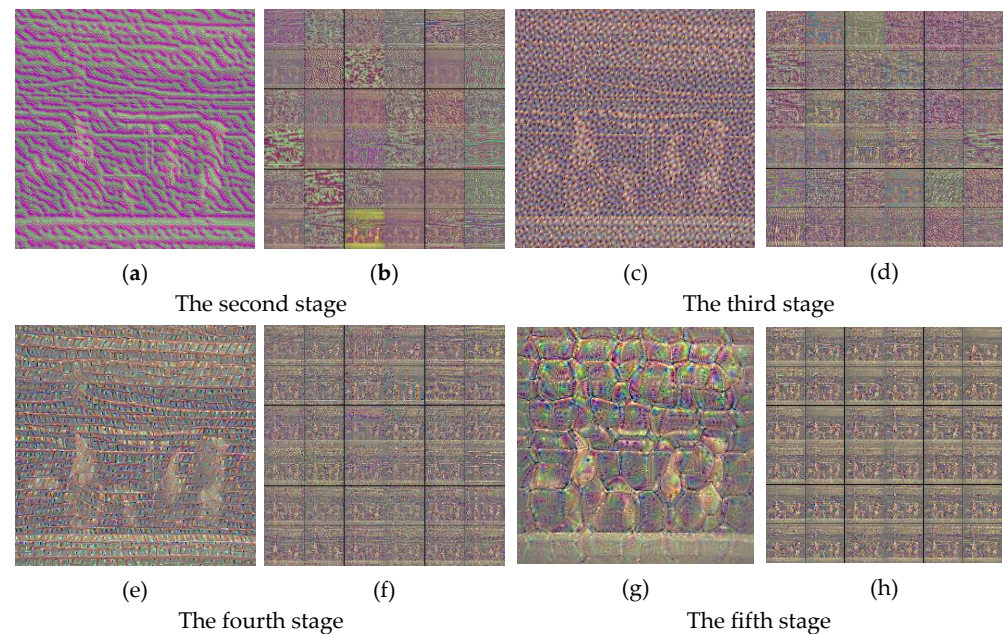 (a) (b) (c) (d)
The second stage The third stage
(e) (f) (g) (h)
The fourth stage The fifth stage